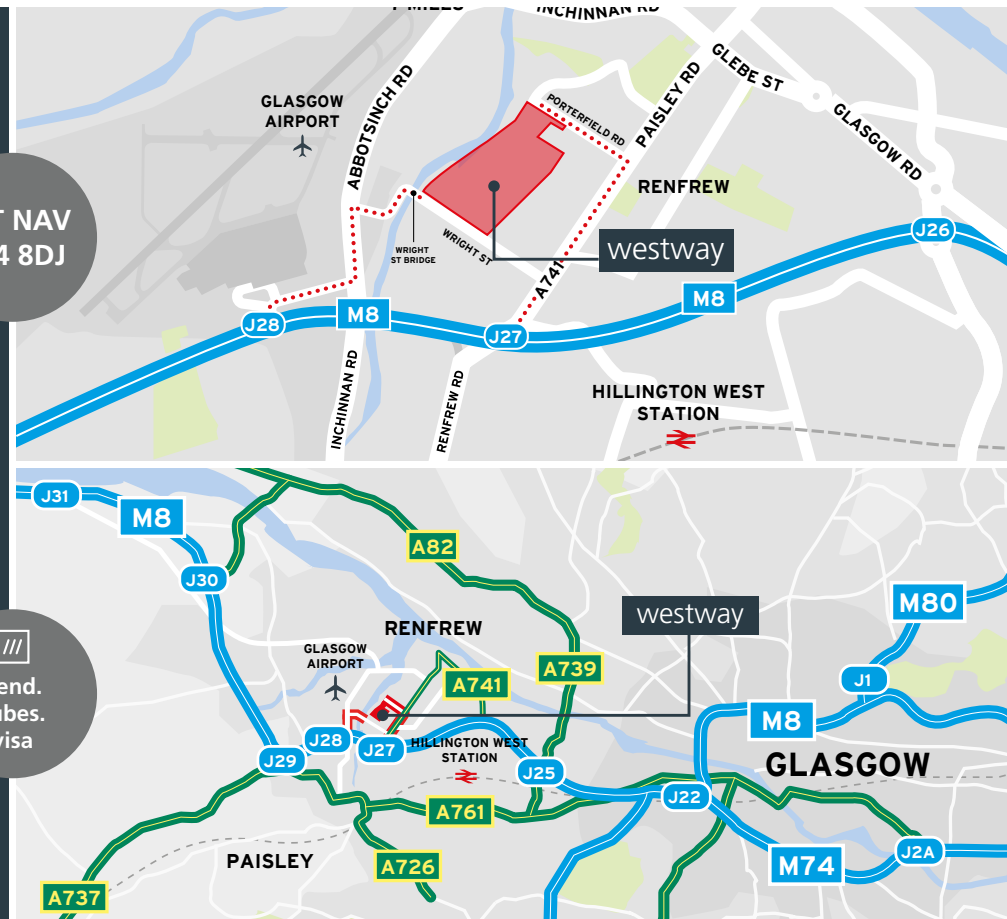 INCHINNAN RD
GLEBE ST
PAISLEY RD
GLASGOW
AIRPORT
ABBOTSINCH RD
PORTERFIELD RD
GLASGOW RD
RENFREW
NAV
8DJ
WRIGHT
ST BRIDGE
WRIGHT ST
westway
J26
A741
M8
M8
J28
J27
INCHINNAN RD
RENFREW RD
HILLINGTON WEST
STATION
J31
M8
A82
J30
M80
westway
RENFREW
GLASGOW
AIRPORT
A739
A741
J1
end.
ubes.
visa
M8
J28
J27
HILLINGTON WEST
STATION
J29
J25
GLASGOW
J22
A761
PAISLEY
A726
M74
J2A
A737